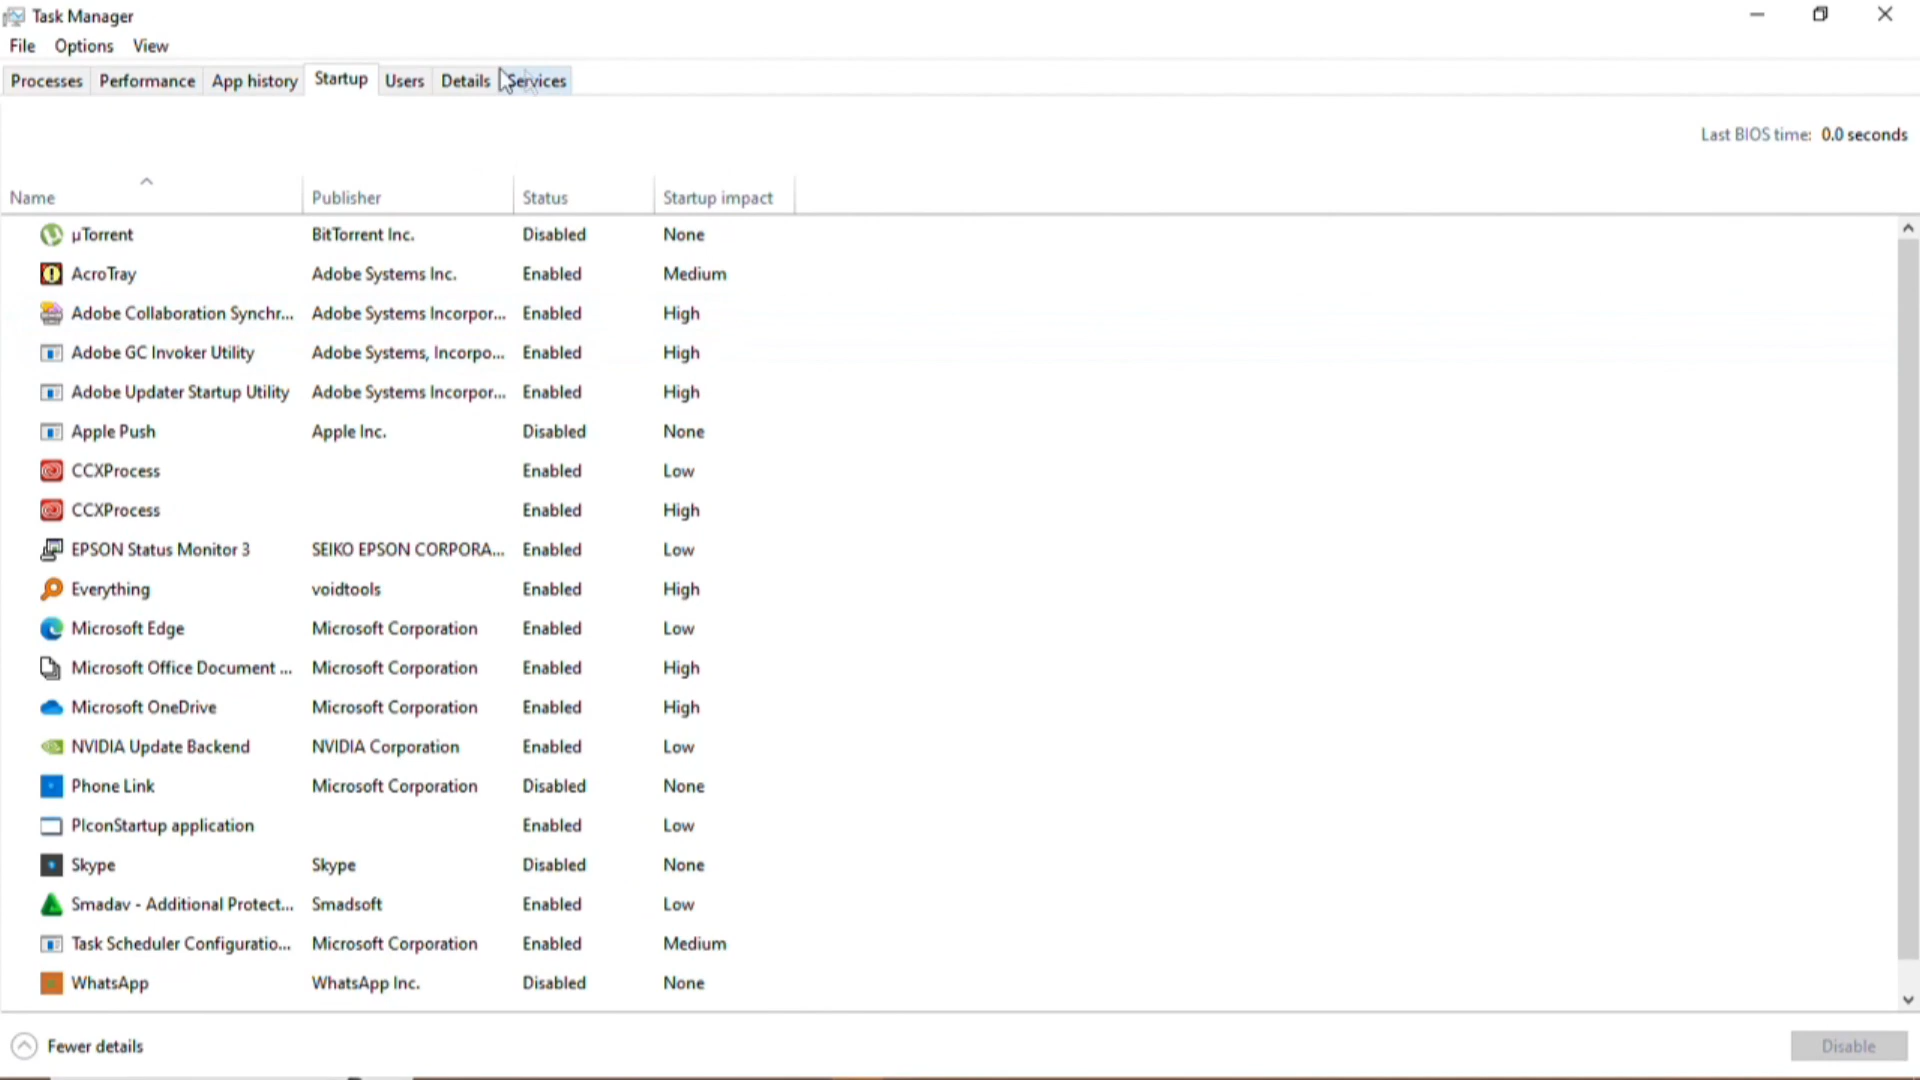 Task Manager
File Options View
Processes Performance App history Startup Users Details Services
Last BIOS time: 0.0 seconds
Name Publisher Status Startup impact
µTorrent BitTorrent Inc. Disabled None
AcroTray Adobe Systems Inc. Enabled Medium
Adobe Collaboration Synchr... Adobe Systems Incorpor... Enabled High
Adobe GC Invoker Utility Adobe Systems, Incorpo... Enabled High
Adobe Updater Startup Utility Adobe Systems Incorpor... Enabled High
Apple Push Apple Inc. Disabled None
CCXProcess Enabled Low
CCXProcess Enabled High
EPSON Status Monitor 3 SEIKO EPSON CORPORA... Enabled Low
Everything voidtools Enabled High
Microsoft Edge Microsoft Corporation Enabled Low
Microsoft Office Document ... Microsoft Corporation Enabled High
Microsoft OneDrive Microsoft Corporation Enabled High
NVIDIA Update Backend NVIDIA Corporation Enabled Low
Phone Link Microsoft Corporation Disabled None
PIconStartup application Enabled Low
Skype Skype Disabled None
Smadav - Additional Protect... Smadsoft Enabled Low
Task Scheduler Configuratio... Microsoft Corporation Enabled Medium
WhatsApp WhatsApp Inc. Disabled None
Fewer details Disable